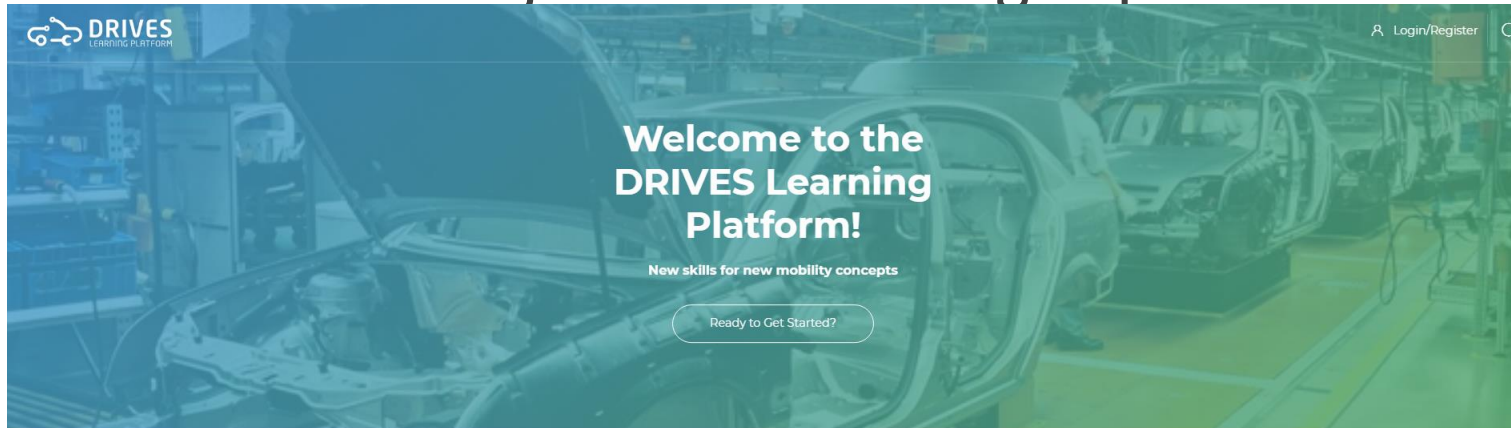 DRIVES
LEARNING PLATFORM
Login/Register
Welcome to the
DRIVES Learning
Platform!
New skills for new mobility concepts
Ready to Get Started?